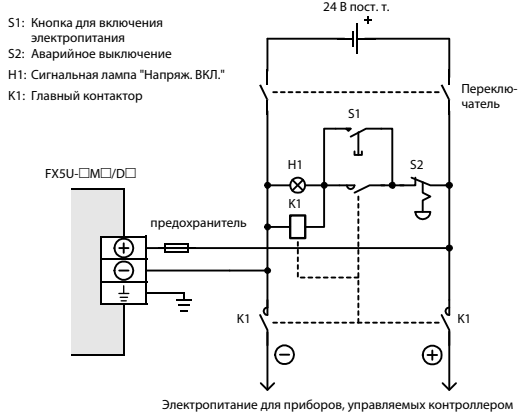 24 В пост. т.
+
S1: Кнопка для включения
электропитания
S2: Аварийное выключение
H1: Сигнальная лампа "Напряж. ВКЛ."
K1: Главный контактор
Переклю-
чатель
S1
H1
S2
K1
FX5U-□M□/D□
предохранитель
+
−
K1
K1
−
+
Электропитание для приборов, управляемых контроллером